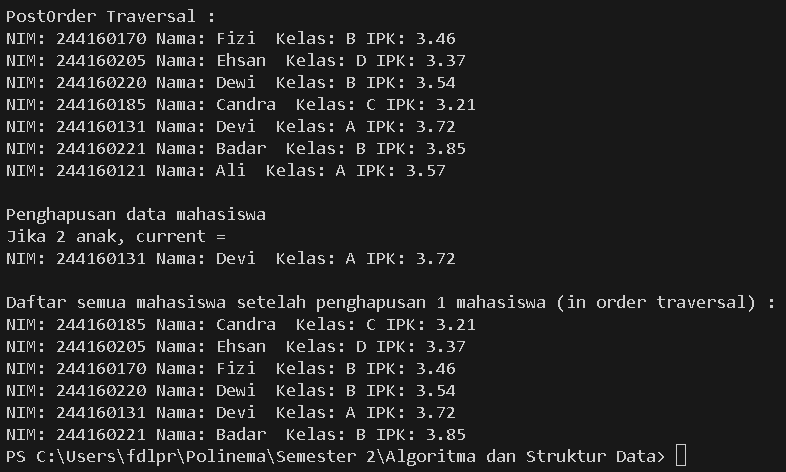 PostOrder Traversal :
NIM: 244160170 Nama: Fizi  Kelas: B IPK: 3.46
NIM: 244160205 Nama: Ehsan  Kelas: D IPK: 3.37
NIM: 244160220 Nama: Dewi  Kelas: B IPK: 3.54
NIM: 244160185 Nama: Candra  Kelas: C IPK: 3.21
NIM: 244160131 Nama: Devi  Kelas: A IPK: 3.72
NIM: 244160221 Nama: Badar  Kelas: B IPK: 3.85
NIM: 244160121 Nama: Ali  Kelas: A IPK: 3.57

Penghapusan data mahasiswa
Jika 2 anak, current =
NIM: 244160131 Nama: Devi  Kelas: A IPK: 3.72

Daftar semua mahasiswa setelah penghapusan 1 mahasiswa (in order traversal) :
NIM: 244160185 Nama: Candra  Kelas: C IPK: 3.21
NIM: 244160205 Nama: Ehsan  Kelas: D IPK: 3.37
NIM: 244160170 Nama: Fizi  Kelas: B IPK: 3.46
NIM: 244160220 Nama: Dewi  Kelas: B IPK: 3.54
NIM: 244160131 Nama: Devi  Kelas: A IPK: 3.72
NIM: 244160221 Nama: Badar  Kelas: B IPK: 3.85
PS C:\Users\fdlpr\Polinema\Semester 2\Algoritma dan Struktur Data>